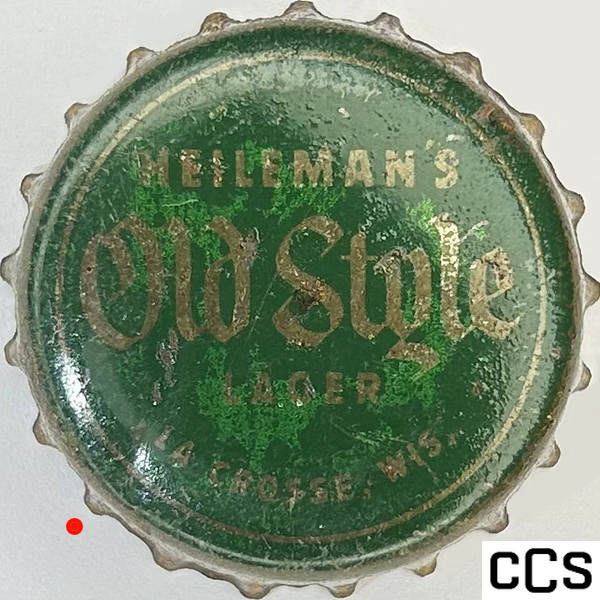 HEILEMAN'S
Old Style
LAGER
LA CROSSE, WIS.
CCS